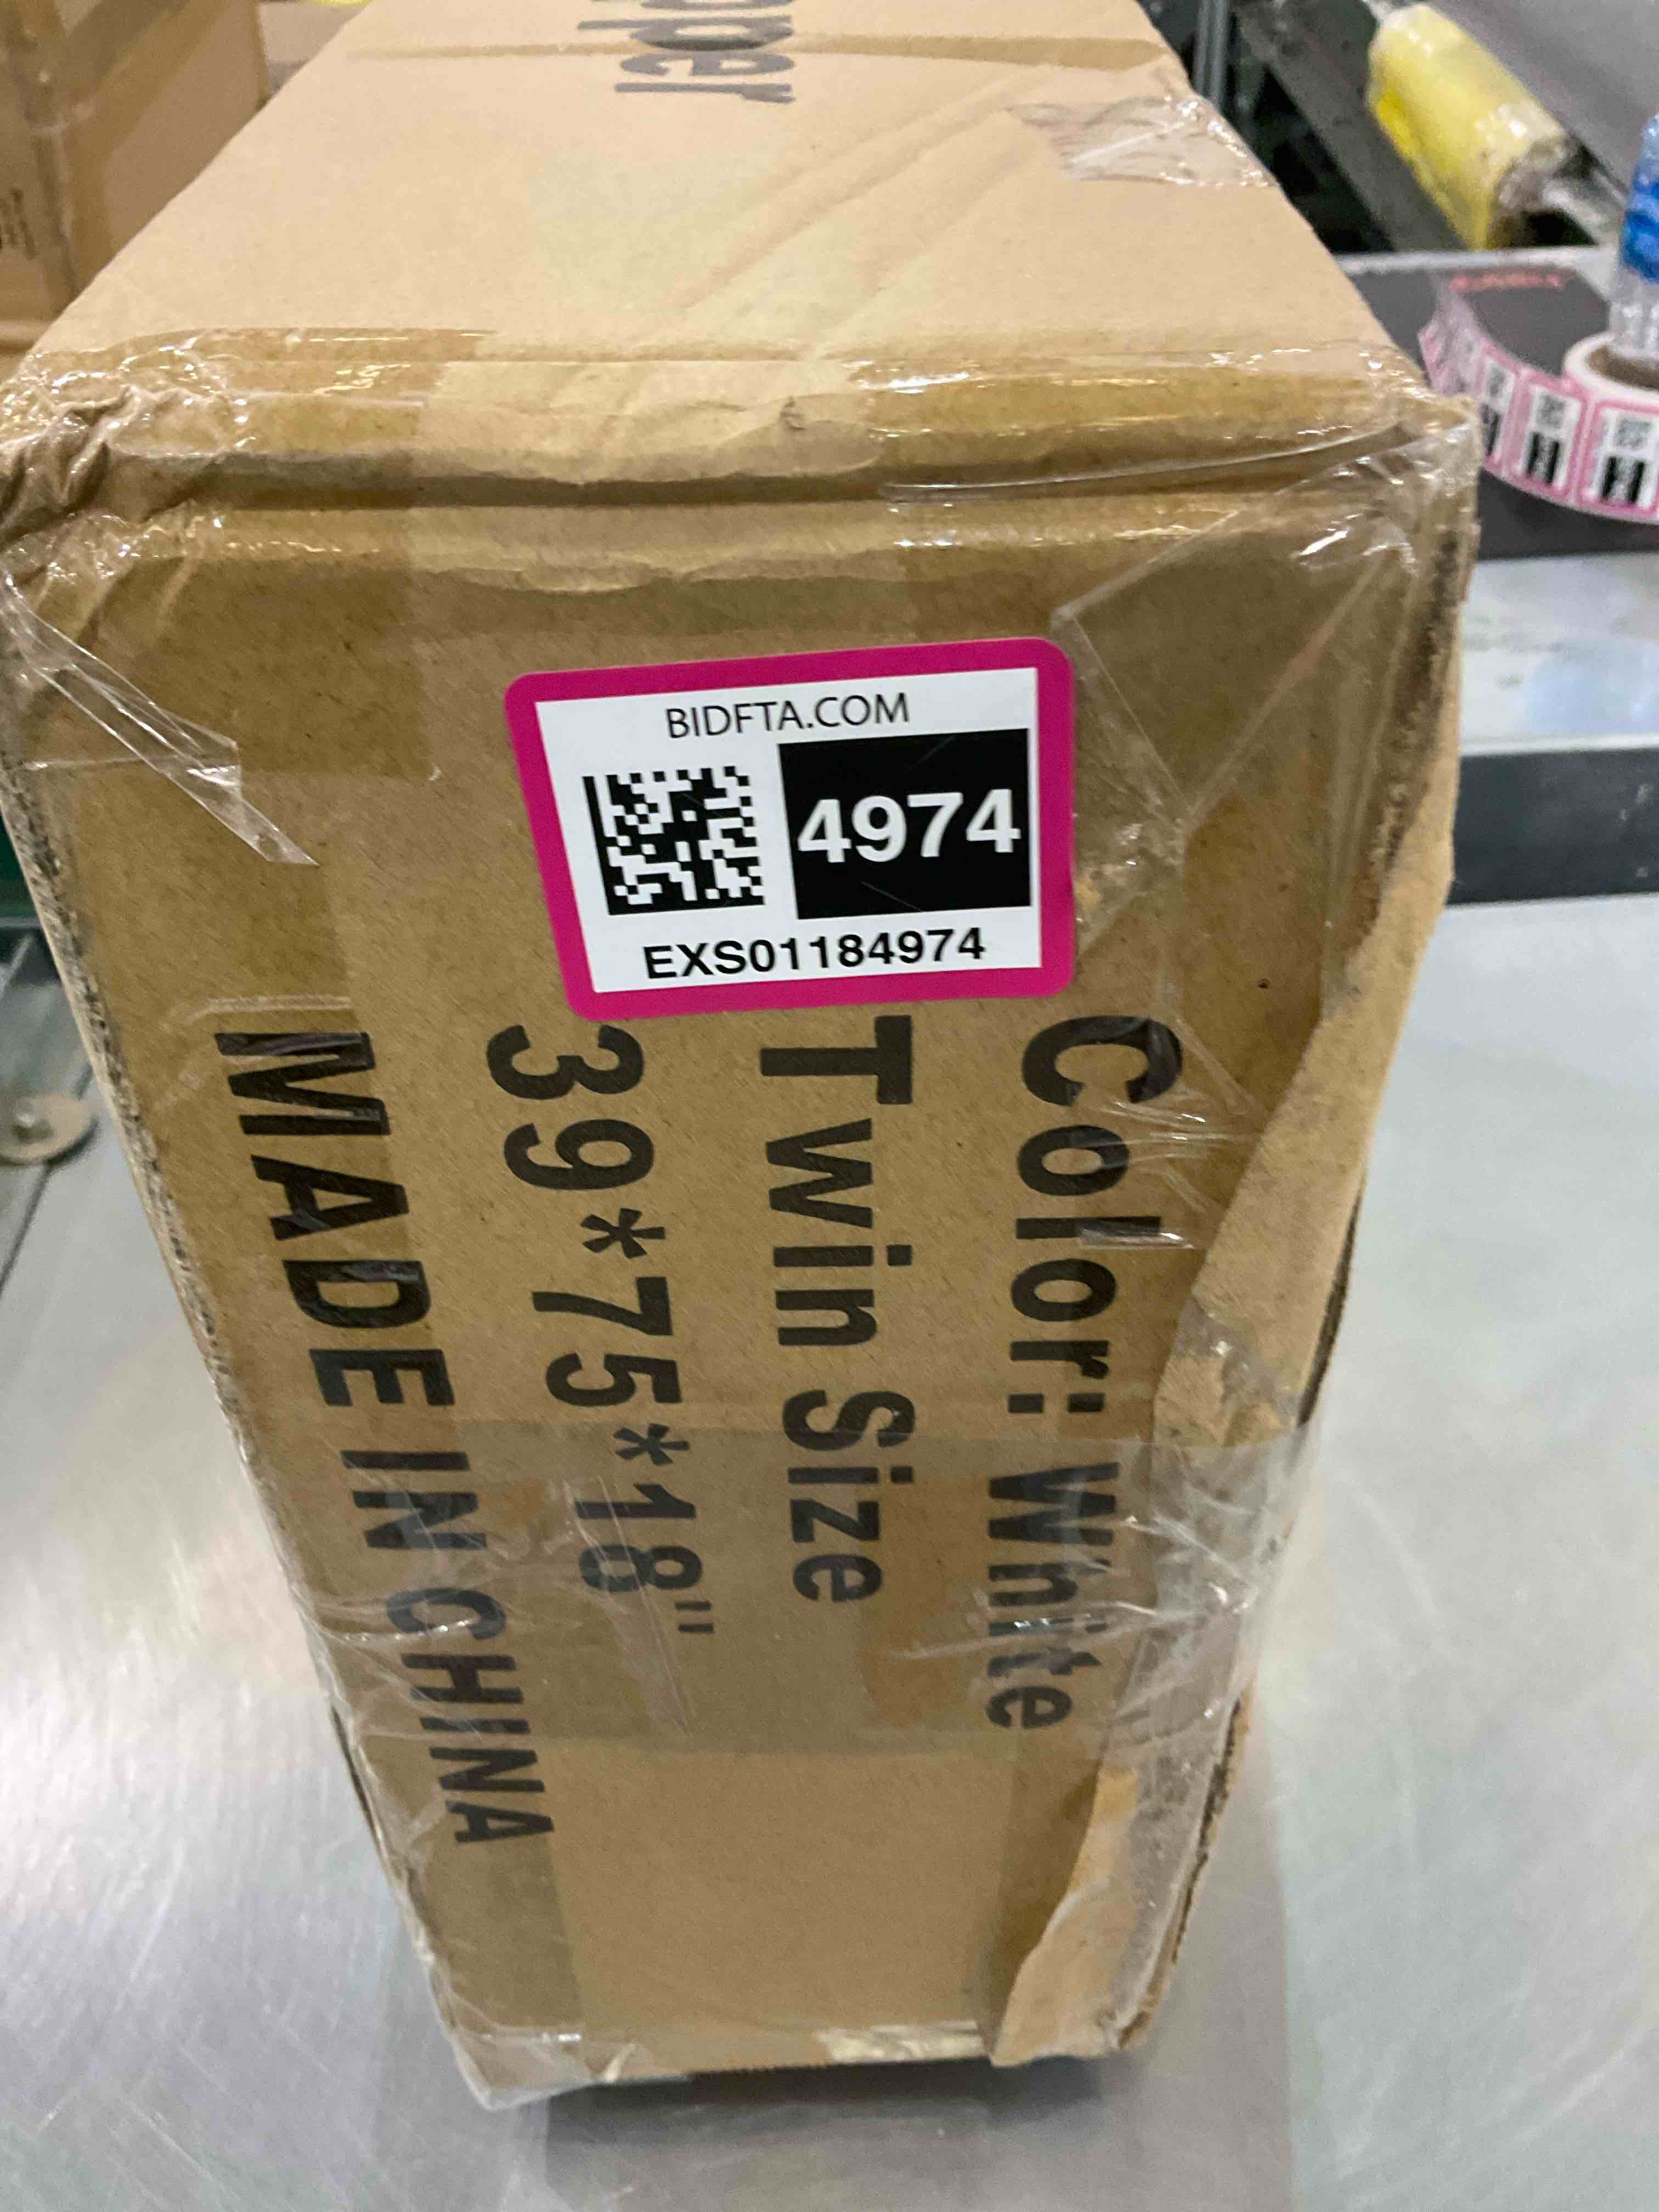 BIDFTA.COM
4974
EXS01184974
Color: White
Twin Size
39*75*18"
MADE IN CHINA